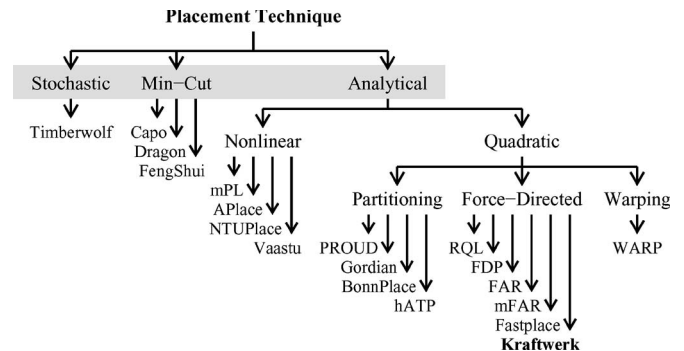 Placement Technique
Stochastic Min−Cut Analytical
Timberwolf
Capo
Dragon
FengShui
Nonlinear Quadratic
mPL
APlace
NTUPlace
Vaastu
Partitioning Force−Directed Warping
PROUD
Gordian
BonnPlace
hATP
RQL
FDP
FAR
mFAR
Fastplace
Kraftwerk
WARP